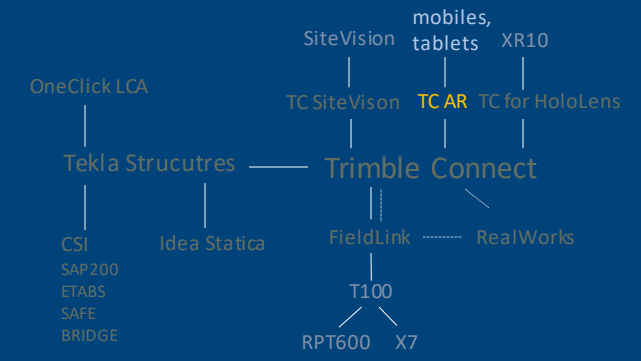 SiteVision
mobiles,
tablets
XR10
OneClick LCA
TC SiteVison
TC AR
TC for HoloLens
Tekla Strucutres
Trimble Connect
CSI
SAP200
ETABS
SAFE
BRIDGE
Idea Statica
FieldLink
RealWorks
T100
RPT600
X7